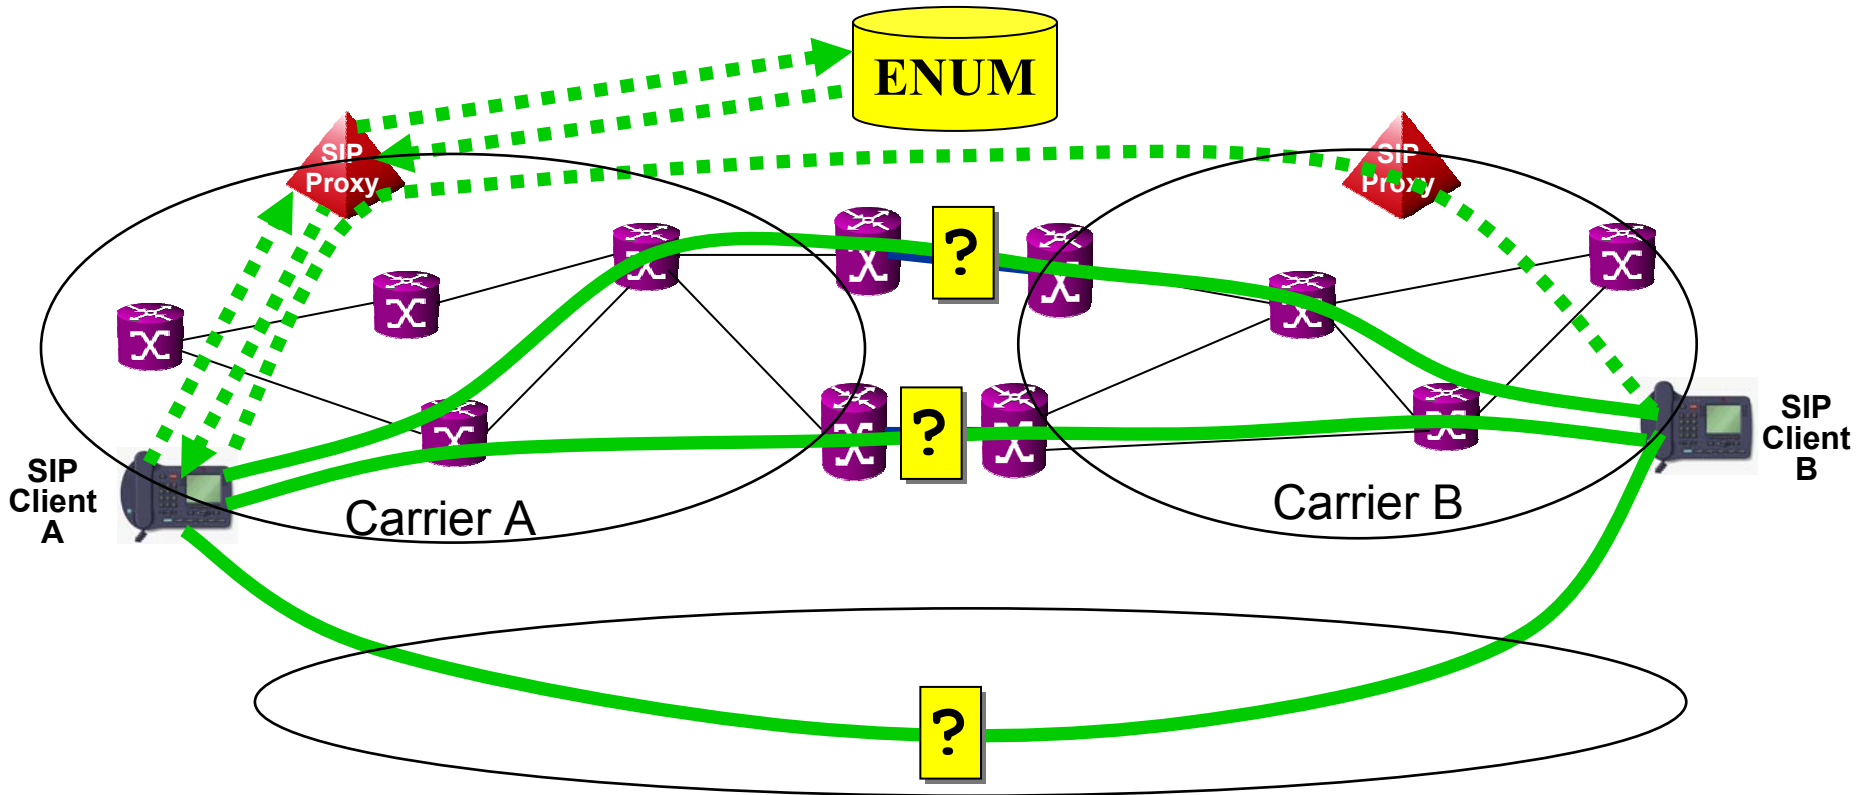 ENUM
SIP
Proxy
SIP
Proxy
?
?
SIP
Client
A
SIP
Client
B
Carrier A
Carrier B
?